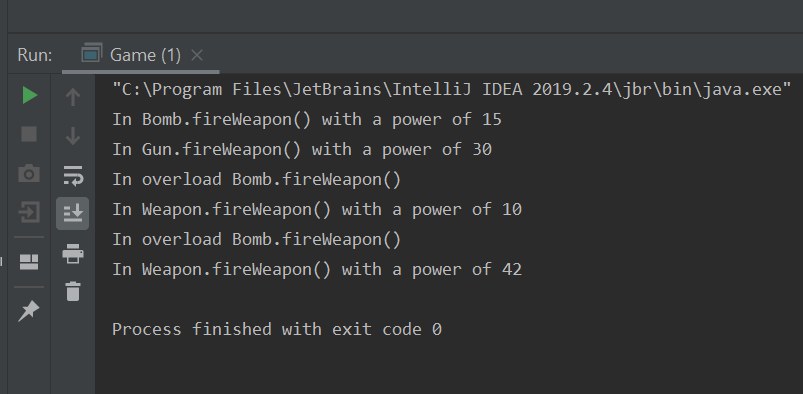 Run: Game (1)
"C:\Program Files\JetBrains\IntelliJ IDEA 2019.2.4\jbr\bin\java.exe"
In Bomb.fireWeapon() with a power of 15
In Gun.fireWeapon() with a power of 30
In overload Bomb.fireWeapon()
In Weapon.fireWeapon() with a power of 10
In overload Bomb.fireWeapon()
In Weapon.fireWeapon() with a power of 42
Process finished with exit code 0